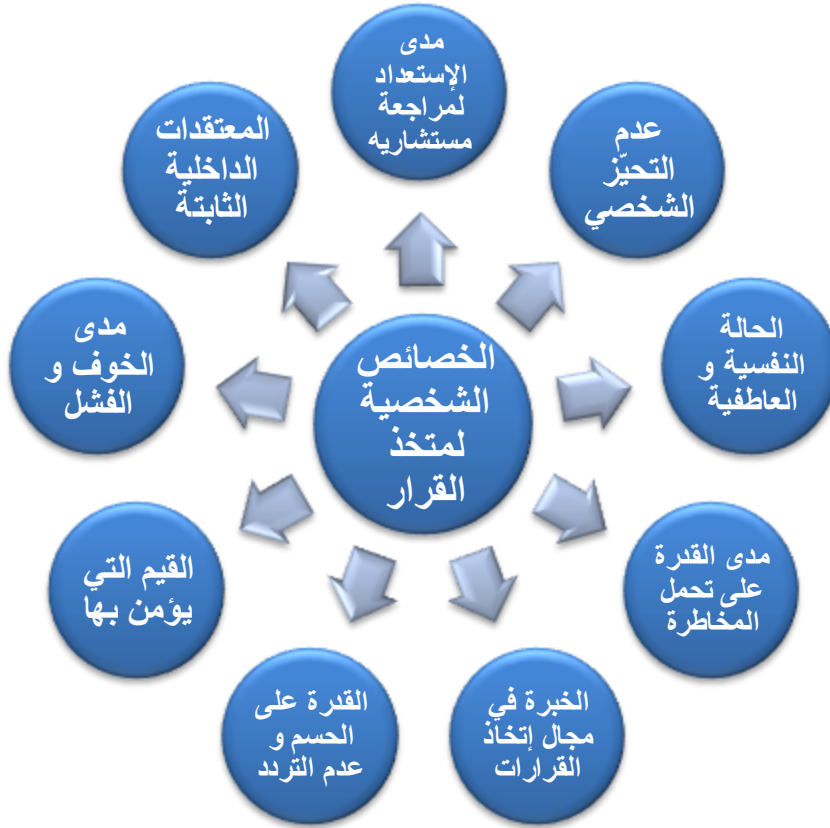 الخصائص
الشخصية
لمتخذ
القرار
مدى
الإستعداد
لمراجعة
مستشاريه
عدم
التحيّز
الشخصي
الحالة
النفسية و
العاطفية
مدى القدرة
على تحمل
المخاطرة
الخبرة في
مجال إتخاذ
القرارات
القدرة على
الحسم و
عدم التردد
القيم التي
يؤمن بها
مدى
الخوف و
الفشل
المعتقدات
الداخلية
الثابتة